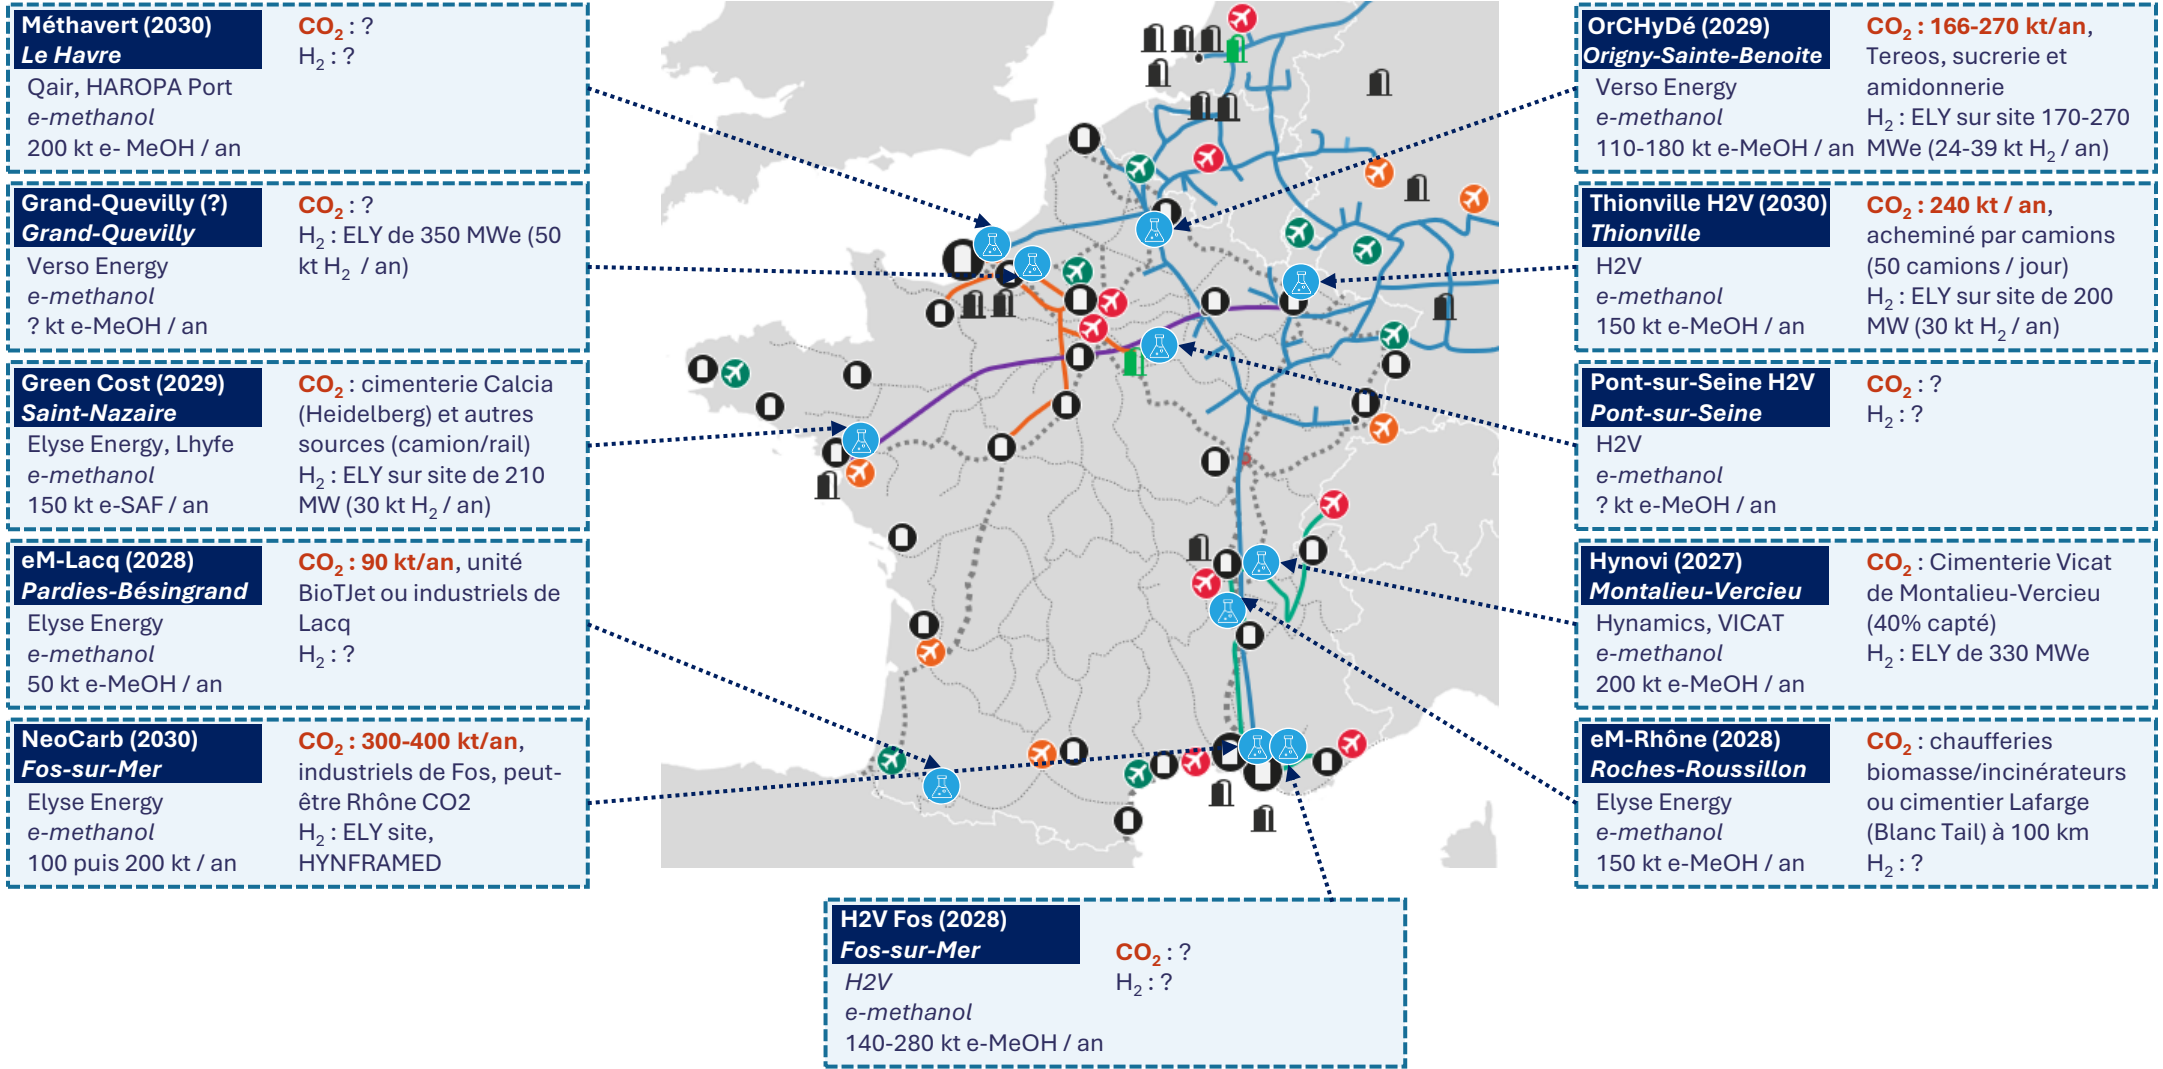 Méthavert (2030)
Le Havre
Qair, HAROPA Port
e-methanol
200 kt e- MeOH / an
CO₂ : ?
H₂ : ?
Grand-Quevilly (?)
Grand-Quevilly
Verso Energy
e-methanol
? kt e-MeOH / an
CO₂ : ?
H₂ : ELY de 350 MWe (50
kt H₂ / an)
Green Cost (2029)
Saint-Nazaire
Elyse Energy, Lhyfe
e-methanol
150 kt e-SAF / an
CO₂ : cimenterie Calcia
(Heidelberg) et autres
sources (camion/rail)
H₂ : ELY sur site de 210
MW (30 kt H₂ / an)
eM-Lacq (2028)
Pardies-Bésingrand
Elyse Energy
e-methanol
50 kt e-MeOH / an
CO₂ : 90 kt/an, unité
BioTJet ou industriels de
Lacq
H₂ : ?
NeoCarb (2030)
Fos-sur-Mer
Elyse Energy
e-methanol
100 puis 200 kt / an
CO₂ : 300-400 kt/an,
industriels de Fos, peut-
être Rhône CO2
H₂ : ELY site,
HYNFRAMED
H2V Fos (2028)
Fos-sur-Mer
H2V
e-methanol
140-280 kt e-MeOH / an
CO₂ : ?
H₂ : ?
OrCHyDé (2029)
Origny-Sainte-Benoite
Verso Energy
e-methanol
110-180 kt e-MeOH / an
CO₂ : 166-270 kt/an,
Tereos, sucrerie et
amidonnerie
H₂ : ELY sur site 170-270
MWe (24-39 kt H₂ / an)
Thionville H2V (2030)
Thionville
H2V
e-methanol
150 kt e-MeOH / an
CO₂ : 240 kt / an,
acheminé par camions
(50 camions / jour)
H₂ : ELY sur site de 200
MW (30 kt H₂ / an)
Pont-sur-Seine H2V
Pont-sur-Seine
H2V
e-methanol
? kt e-MeOH / an
CO₂ : ?
H₂ : ?
Hynovi (2027)
Montalieu-Vercieu
Hynamics, VICAT
e-methanol
200 kt e-MeOH / an
CO₂ : Cimenterie Vicat
de Montalieu-Vercieu
(40% capté)
H₂ : ELY de 330 MWe
eM-Rhône (2028)
Roches-Roussillon
Elyse Energy
e-methanol
150 kt e-MeOH / an
CO₂ : chaufferies
biomasse/incinérateurs
ou cimentier Lafarge
(Blanc Tail) à 100 km
H₂ : ?